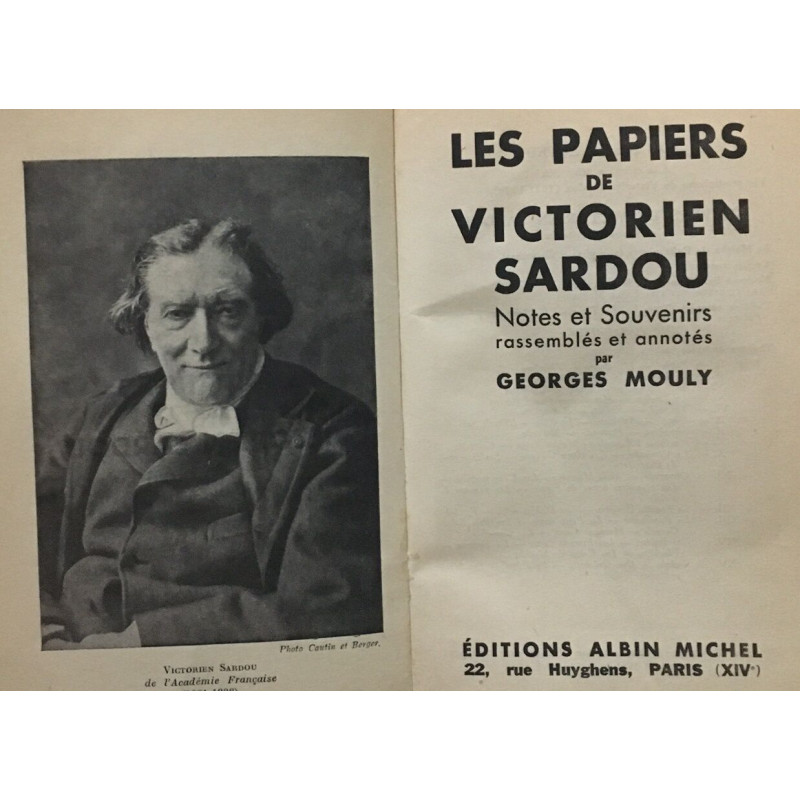 Photo Cautin et Berger.
VICTORIEN SARDOU
de l'Académie Française
LES PAPIERS
DE
VICTORIEN
SARDOU
Notes et Souvenirs
rassemblés et annotés
par
GEORGES MOULY
ÉDITIONS ALBIN MICHEL
22, rue Huyghens, PARIS (XIVe)